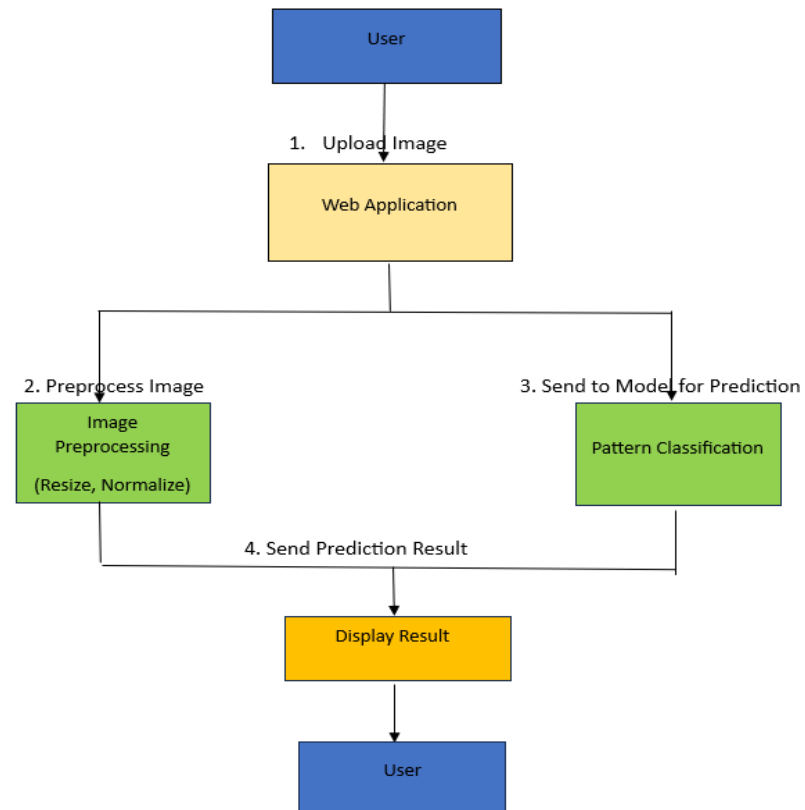 User
1. Upload Image
Web Application
2. Preprocess Image
3. Send to Model for Prediction
Image
Preprocessing
(Resize, Normalize)
Pattern Classification
4. Send Prediction Result
Display Result
User